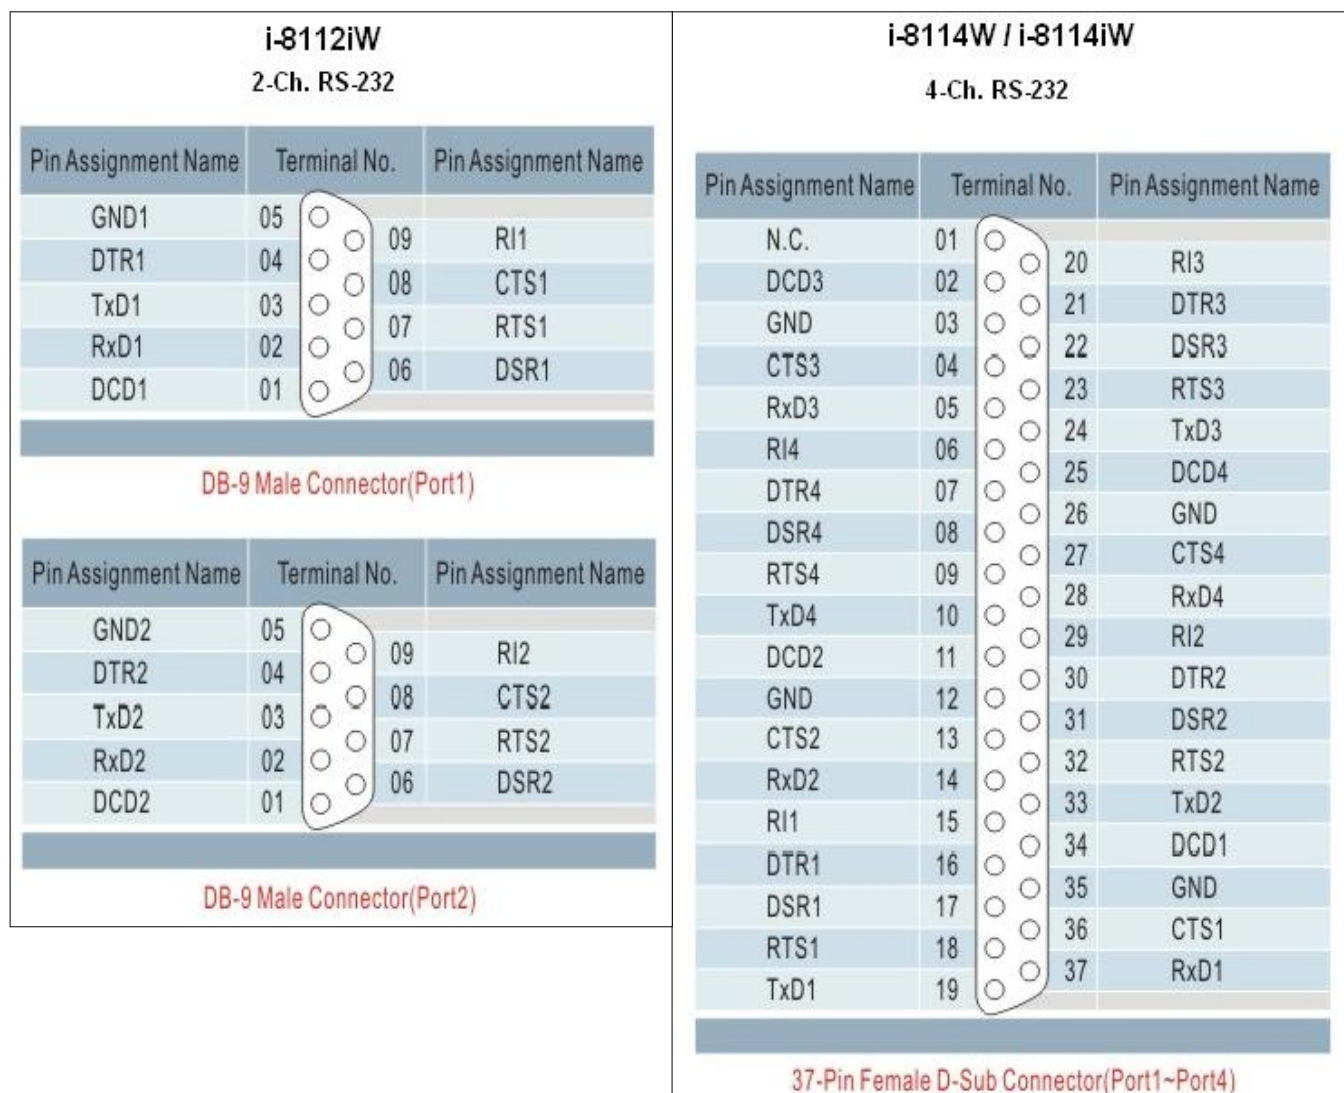 i-8112iW
2-Ch. RS-232
Pin Assignment Name Terminal No. Pin Assignment Name
GND1 05
09 RI1
DTR1 04
08 CTS1
TxD1 03
07 RTS1
RxD1 02
06 DSR1
DCD1 01
DB-9 Male Connector(Port1)
Pin Assignment Name Terminal No. Pin Assignment Name
GND2 05
09 RI2
DTR2 04
08 CTS2
TxD2 03
07 RTS2
RxD2 02
06 DSR2
DCD2 01
DB-9 Male Connector(Port2)
i-8114W / i-8114iW
4-Ch. RS-232
Pin Assignment Name Terminal No. Pin Assignment Name
N.C. 01
20 RI3
DCD3 02
21 DTR3
GND 03
22 DSR3
CTS3 04
23 RTS3
RxD3 05
24 TxD3
RI4 06
25 DCD4
DTR4 07
26 GND
DSR4 08
27 CTS4
RTS4 09
28 RxD4
TxD4 10
29 RI2
DCD2 11
30 DTR2
GND 12
31 DSR2
CTS2 13
32 RTS2
RxD2 14
33 TxD2
RI1 15
34 DCD1
DTR1 16
35 GND
DSR1 17
36 CTS1
RTS1 18
37 RxD1
TxD1 19
37-Pin Female D-Sub Connector(Port1~Port4)